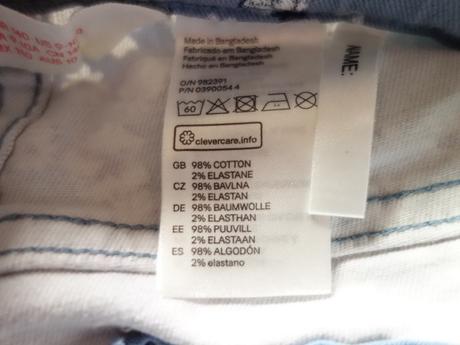 Made in Bangladesh
Fabricado em Bangladesh
Fabriqué en Bangladesh
Hecho en Bangladesh
O/N 982391
P/N 0390054 4
60
clevercare.info
GB 98% COTTON
2% ELASTANE
CZ 98% BAVLNA
2% ELASTAN
DE 98% BAUMWOLLE
2% ELASTHAN
EE 98% PUUVILL
2% ELASTAAN
ES 98% ALGODÓN
2% elastano
AME: